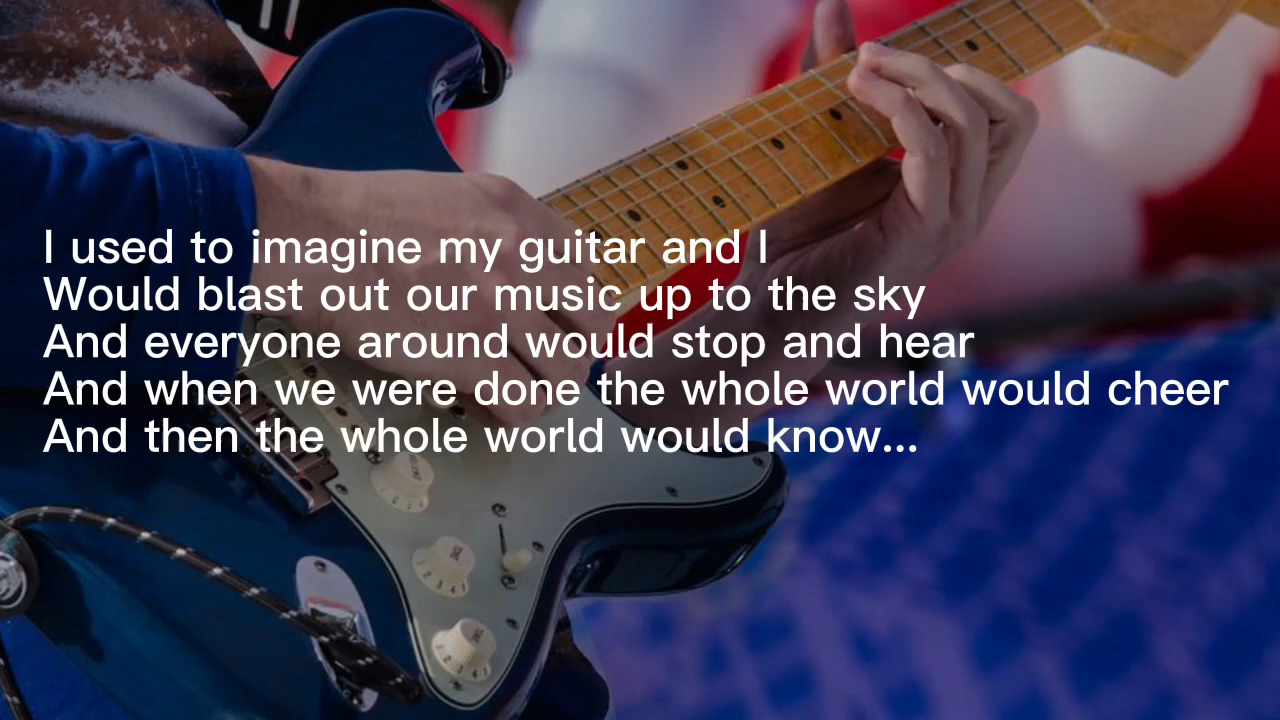 I used to imagine my guitar and I
Would blast out our music up to the sky
And everyone around would stop and hear
And when we were done the whole world would cheer
And then the whole world would know...